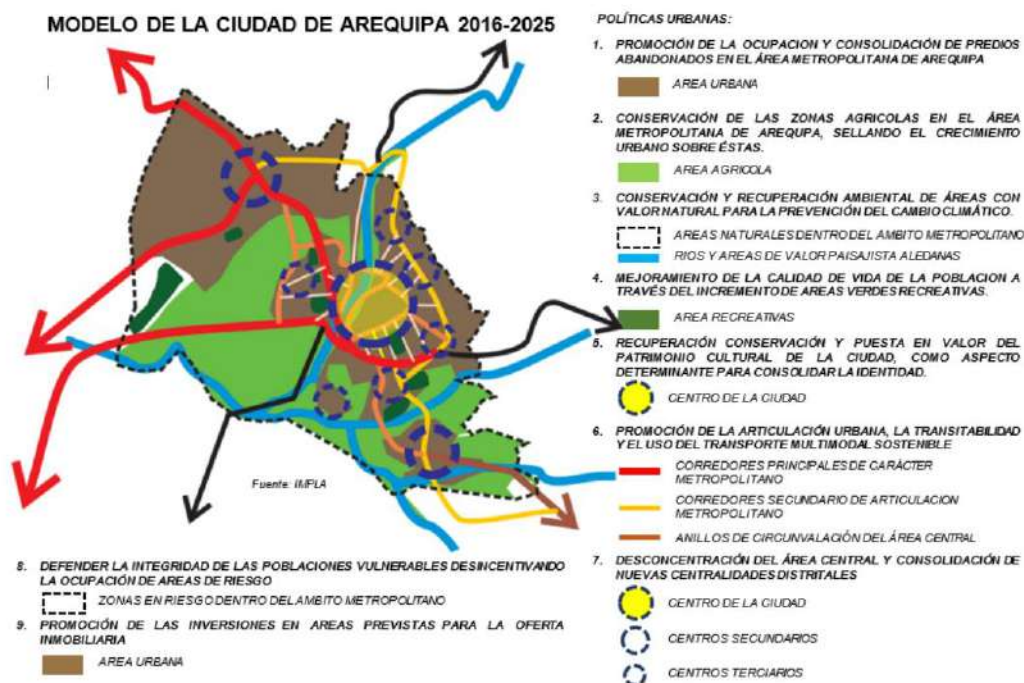 MODELO DE LA CIUDAD DE AREQUIPA 2016-2025
POLÍTICAS URBANAS:
1. PROMOCIÓN DE LA OCUPACION Y CONSOLIDACIÓN DE PREDIOS
ABANDONADOS EN EL ÁREA METROPOLITANA DE AREQUIPA
AREA URBANA
2. CONSERVACIÓN DE LAS ZONAS AGRICOLAS EN EL ÁREA
METROPOLITANA DE AREQUPA, SELLANDO EL CRECIMIENTO
URBANO SOBRE ÉSTAS.
AREA AGRICOLA
3. CONSERVACIÓN Y RECUPERACIÓN AMBIENTAL DE ÁREAS CON
VALOR NATURAL PARA LA PREVENCIÓN DEL CAMBIO CLIMÁTICO.
AREAS NATURALES DENTRO DEL AMBITO METROPOLITANO
RIOS Y AREAS DE VALOR PAISAJISTA ALEDANAS
4. MEJORAMIENTO DE LA CALIDAD DE VIDA DE LA POBLACION A
TRAVÉS DEL INCREMENTO DE AREAS VERDES RECREATIVAS.
AREA RECREATIVAS
5. RECUPERACIÓN CONSERVACIÓN Y PUESTA EN VALOR DEL
PATRIMONIO CULTURAL DE LA CIUDAD, COMO ASPECTO
DETERMINANTE PARA CONSOLIDAR LA IDENTIDAD.
CENTRO DE LA CIUDAD
6. PROMOCIÓN DE LA ARTICULACIÓN URBANA, LA TRANSITABILIDAD
Y EL USO DEL TRANSPORTE MULTIMODAL SOSTENIBLE
CORREDORES PRINCIPALES DE CARÁCTER
METROPOLITANO
CORREDORES SECUNDARIO DE ARTICULACION
METROPOLITANO
ANILLOS DE CIRCUNVALACIÓN DEL ÁREA CENTRAL
7. DESCONCENTRACIÓN DEL ÁREA CENTRAL Y CONSOLIDACIÓN DE
NUEVAS CENTRALIDADES DISTRITALES
CENTRO DE LA CIUDAD
CENTROS SECUNDARIOS
CENTROS TERCIARIOS
Fuente: IMPLA
8. DEFENDER LA INTEGRIDAD DE LAS POBLACIONES VULNERABLES DESINCENTIVANDO
LA OCUPACIÓN DE AREAS DE RIESGO
ZONAS EN RIESGO DENTRO DEL AMBITO METROPOLITANO
9. PROMOCIÓN DE LAS INVERSIONES EN AREAS PREVISTAS PARA LA OFERTA
INMOBILIARIA
AREA URBANA